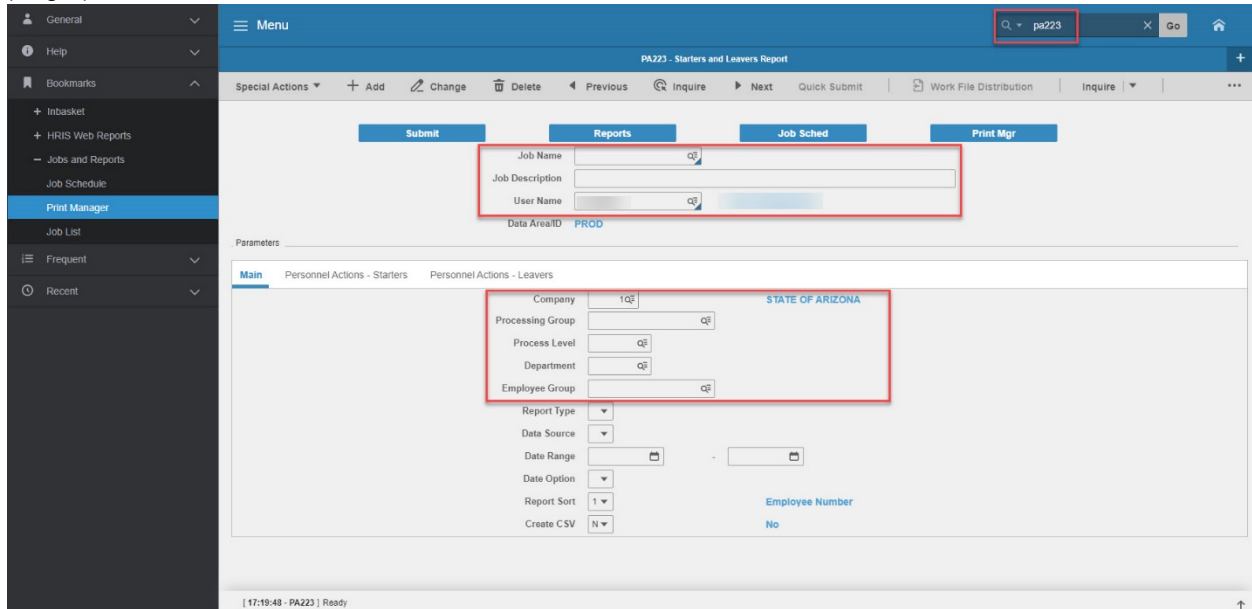 General
Menu
pa223
Go
Help
PA223 - Starters and Leavers Report
Bookmarks
Special Actions Add Change Delete Previous Inquire Next Quick Submit Work File Distribution Inquire
Inbasket
HRIS Web Reports
Submit Reports Job Sched Print Mgr
Jobs and Reports
Job Name
Job Schedule
Job Description
Print Manager
User Name
Job List
Data Area/ID PROD
Parameters
Frequent
Main Personnel Actions - Starters Personnel Actions - Leavers
Recent
Company 1 STATE OF ARIZONA
Processing Group
Process Level
Department
Employee Group
Report Type
Data Source
Date Range -
Date Option
Report Sort 1 Employee Number
Create CSV N No
[ 17:19:48 - PA223 ] Ready